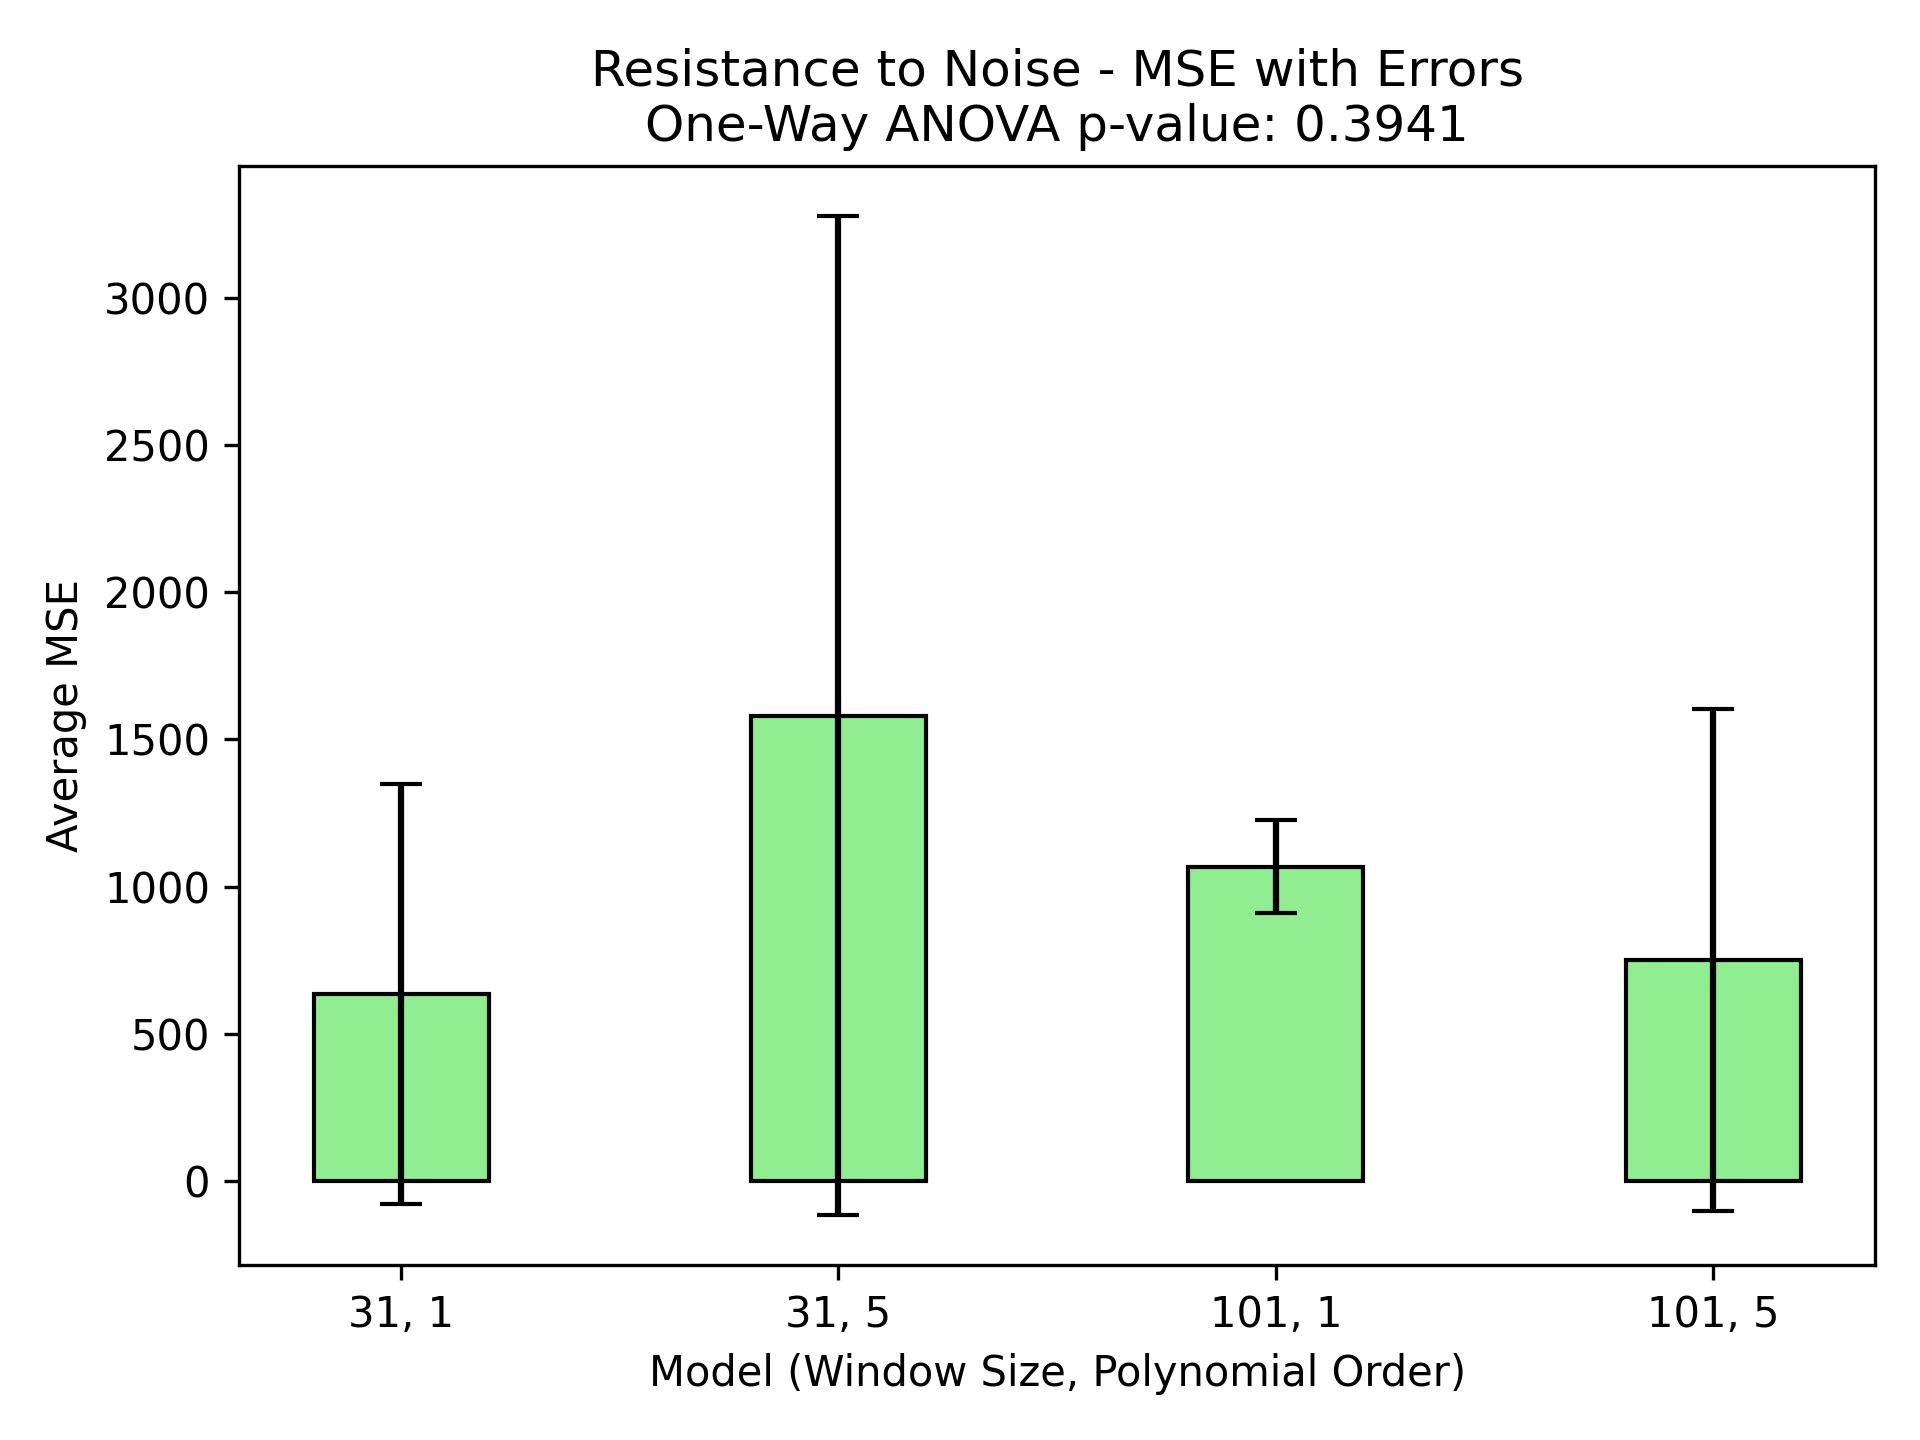 Resistance to Noise - MSE with Errors
One-Way ANOVA p-value: 0.3941
Average MSE
3000
2500
2000
1500
1000
500
0
31, 1
31, 5
101, 1
101, 5
Model (Window Size, Polynomial Order)